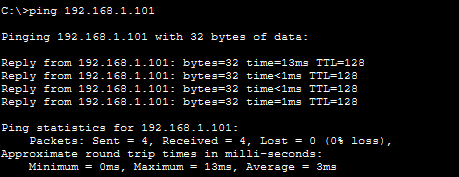 C:\>ping 192.168.1.101
Pinging 192.168.1.101 with 32 bytes of data:
Reply from 192.168.1.101: bytes=32 time=13ms TTL=128
Reply from 192.168.1.101: bytes=32 time<1ms TTL=128
Reply from 192.168.1.101: bytes=32 time<1ms TTL=128
Reply from 192.168.1.101: bytes=32 time=1ms TTL=128
Ping statistics for 192.168.1.101:
    Packets: Sent = 4, Received = 4, Lost = 0 (0% loss),
Approximate round trip times in milli-seconds:
    Minimum = 0ms, Maximum = 13ms, Average = 3ms